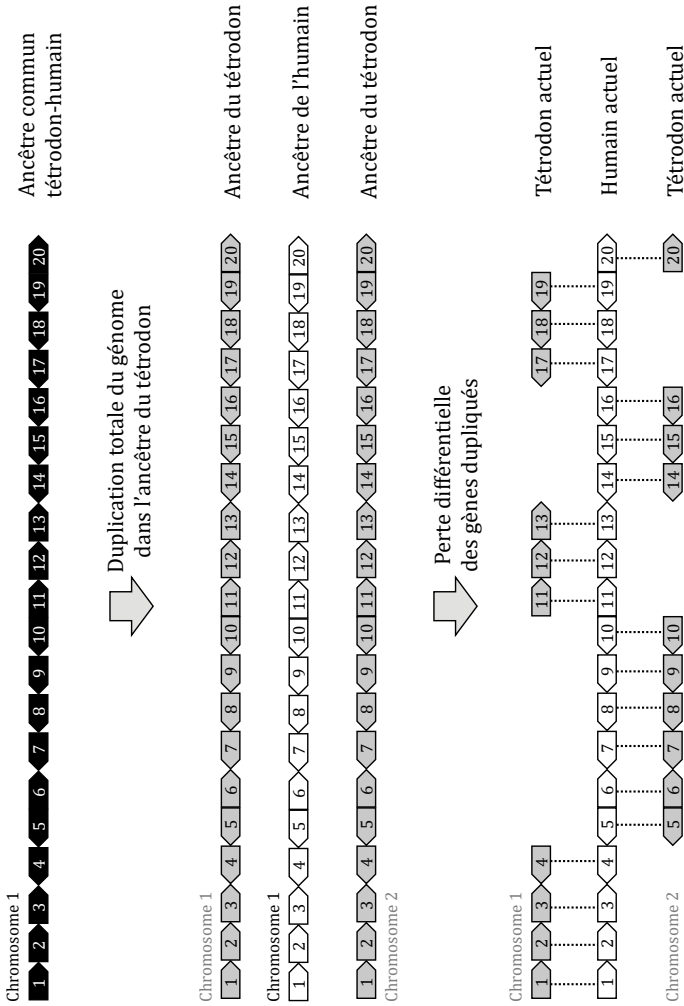 Chromosome 1
1 2 3 4 5 6 7 8 9 10 11 12 13 14 15 16 17 18 19 20
Ancêtre commun
tétrodon-humain
Duplication totale du génome
dans l'ancêtre du tétrodon
Chromosome 1
1 2 3 4 5 6 7 8 9 10 11 12 13 14 15 16 17 18 19 20 Ancêtre du tétrodon
Chromosome 1
1 2 3 4 5 6 7 8 9 10 11 12 13 14 15 16 17 18 19 20 Ancêtre de l'humain
1 2 3 4 5 6 7 8 9 10 11 12 13 14 15 16 17 18 19 20 Ancêtre du tétrodon
Chromosome 2
Perte différentielle
des gènes dupliqués
Chromosome 1
1 2 3 4 11 12 13 17 18 19 Tétrodon actuel
1 2 3 4 5 6 7 8 9 10 11 12 13 14 15 16 17 18 19 20 Humain actuel
Chromosome 2 5 6 7 8 9 10 14 15 16 20 Tétrodon actuel